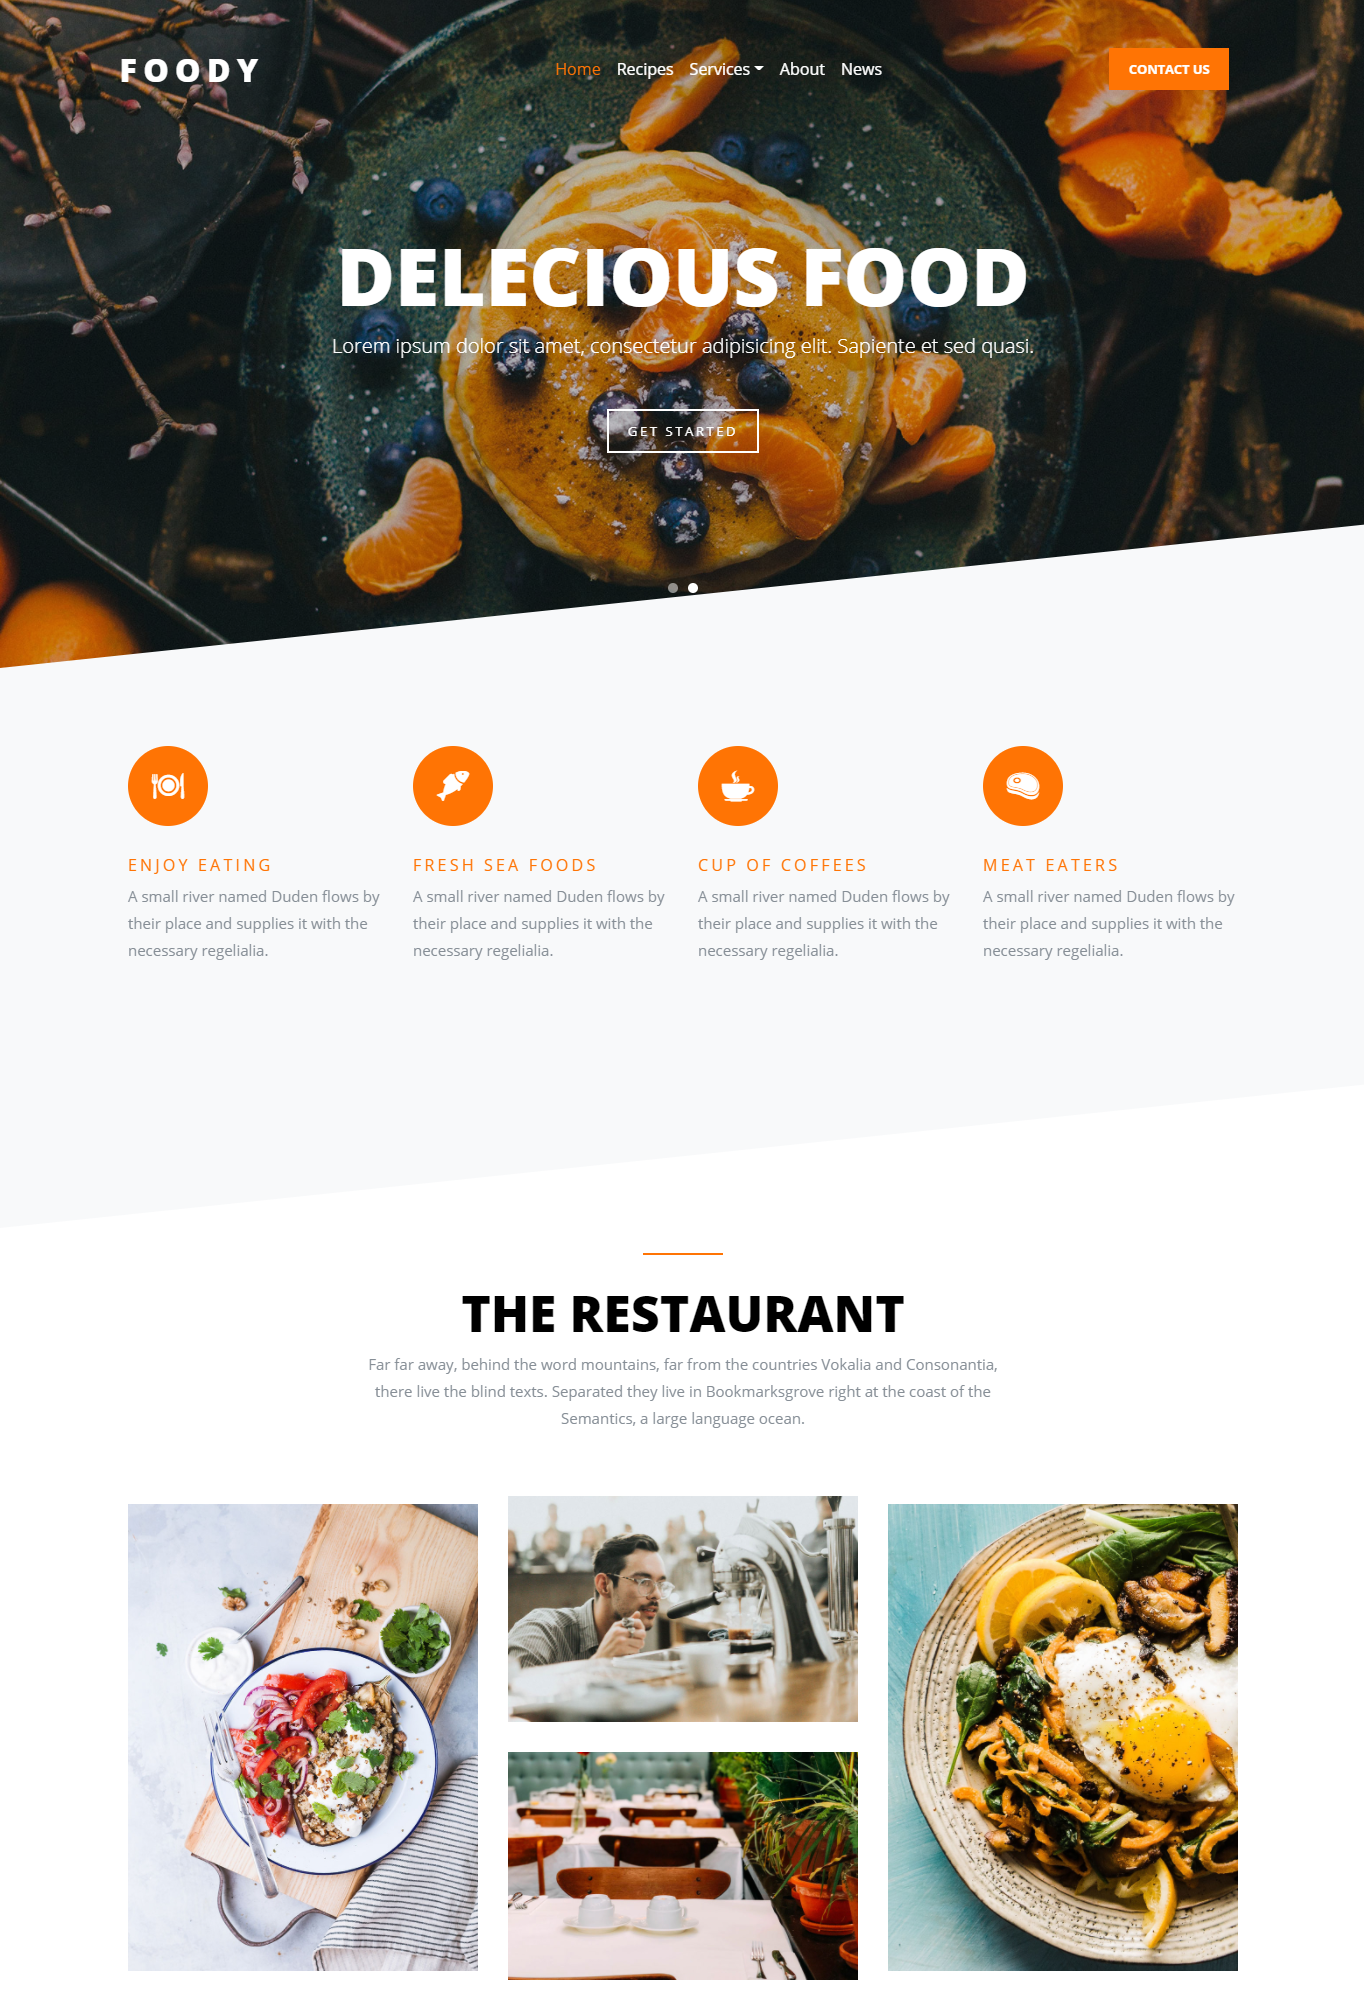 FOODY
Home Recipes Services About News
CONTACT US
DELECIOUS FOOD
Lorem ipsum dolor sit amet, consectetur adipisicing elit. Sapiente et sed quasi.
GET STARTED
ENJOY EATING
A small river named Duden flows by
their place and supplies it with the
necessary regelialia.
FRESH SEA FOODS
A small river named Duden flows by
their place and supplies it with the
necessary regelialia.
CUP OF COFFEES
A small river named Duden flows by
their place and supplies it with the
necessary regelialia.
MEAT EATERS
A small river named Duden flows by
their place and supplies it with the
necessary regelialia.
THE RESTAURANT
Far far away, behind the word mountains, far from the countries Vokalia and Consonantia,
there live the blind texts. Separated they live in Bookmarksgrove right at the coast of the
Semantics, a large language ocean.